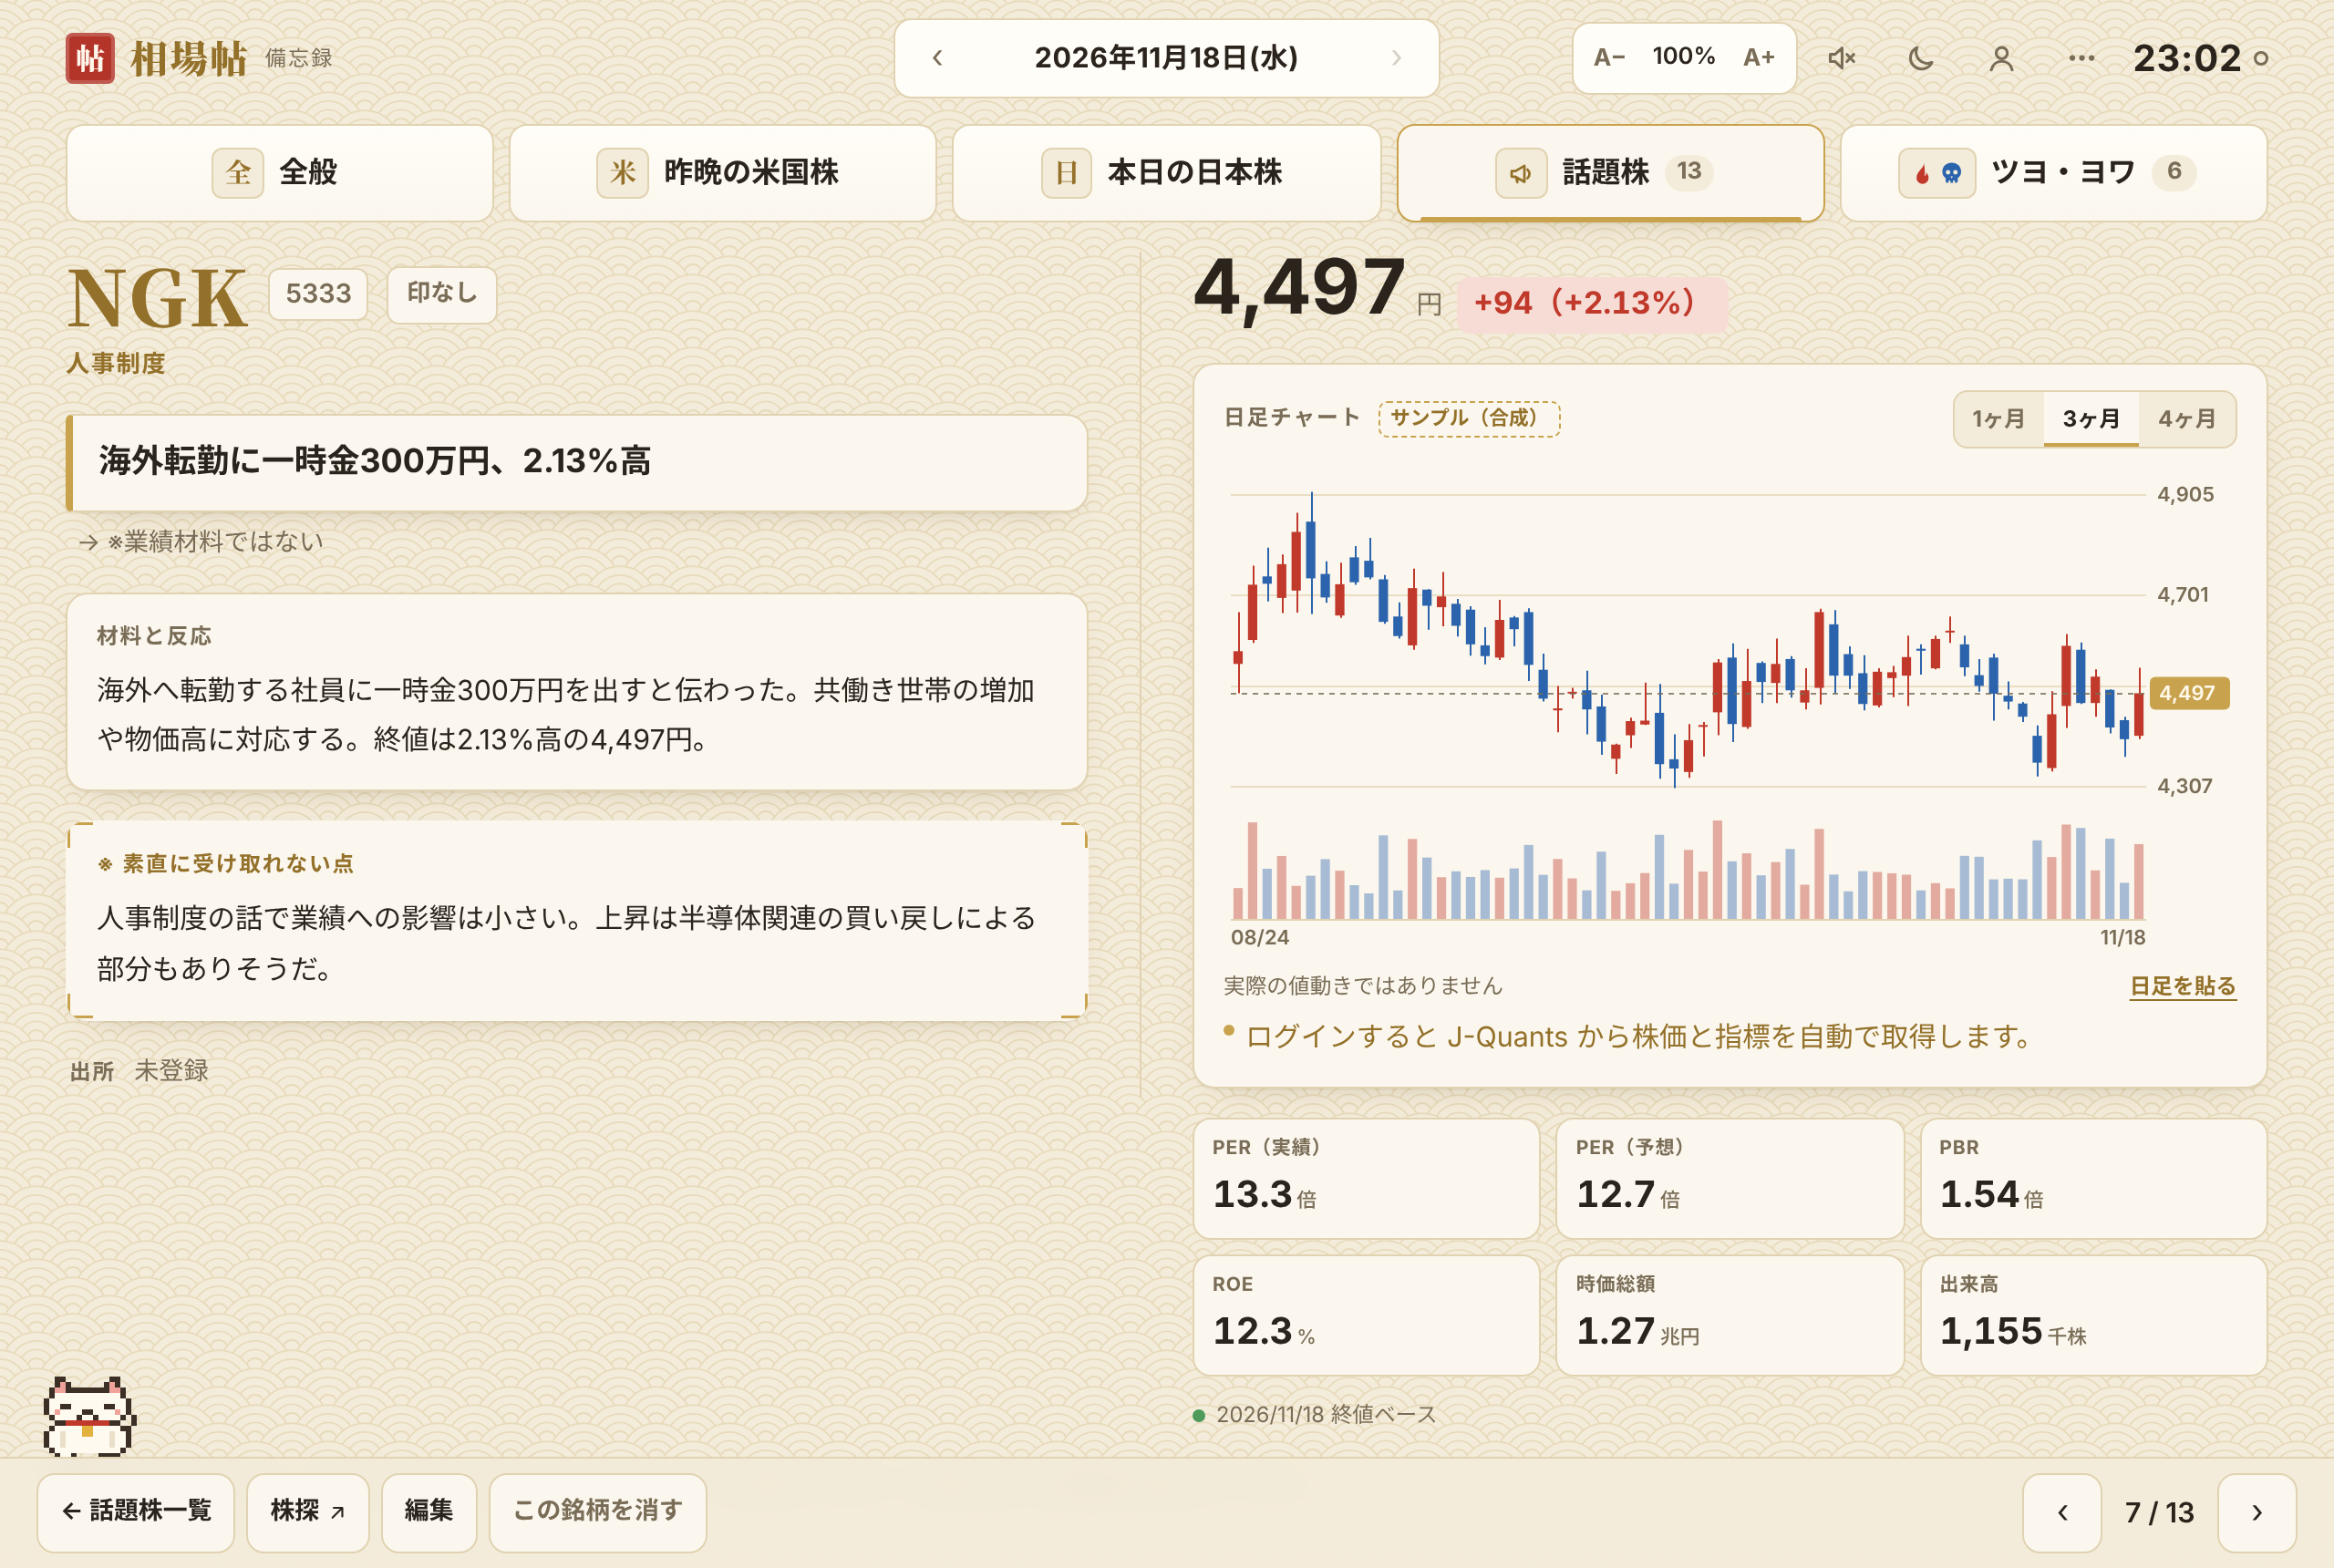 帖 相場帖 備忘録
‹ 2026年11月18日(水) ›
A− 100% A+
23:02
全 全般
米 昨晩の米国株
日 本日の日本株
話題株 13
ツヨ・ヨワ 6
NGK 5333 印なし
人事制度
海外転勤に一時金300万円、2.13%高
→ ※業績材料ではない
材料と反応
海外へ転勤する社員に一時金300万円を出すと伝わった。共働き世帯の増加
や物価高に対応する。終値は2.13%高の4,497円。
※ 素直に受け取れない点
人事制度の話で業績への影響は小さい。上昇は半導体関連の買い戻しによる
部分もありそうだ。
出所 未登録
4,497 円 +94（+2.13%）
日足チャート サンプル（合成）
1ヶ月 3ヶ月 4ヶ月
4,905
4,701
4,497
4,307
08/24 11/18
実際の値動きではありません 日足を貼る
ログインすると J-Quants から株価と指標を自動で取得します。
PER（実績）
13.3倍
PER（予想）
12.7倍
PBR
1.54倍
ROE
12.3%
時価総額
1.27兆円
出来高
1,155千株
2026/11/18 終値ベース
← 話題株一覧
株探 ↗
編集
この銘柄を消す
‹ 7 / 13 ›